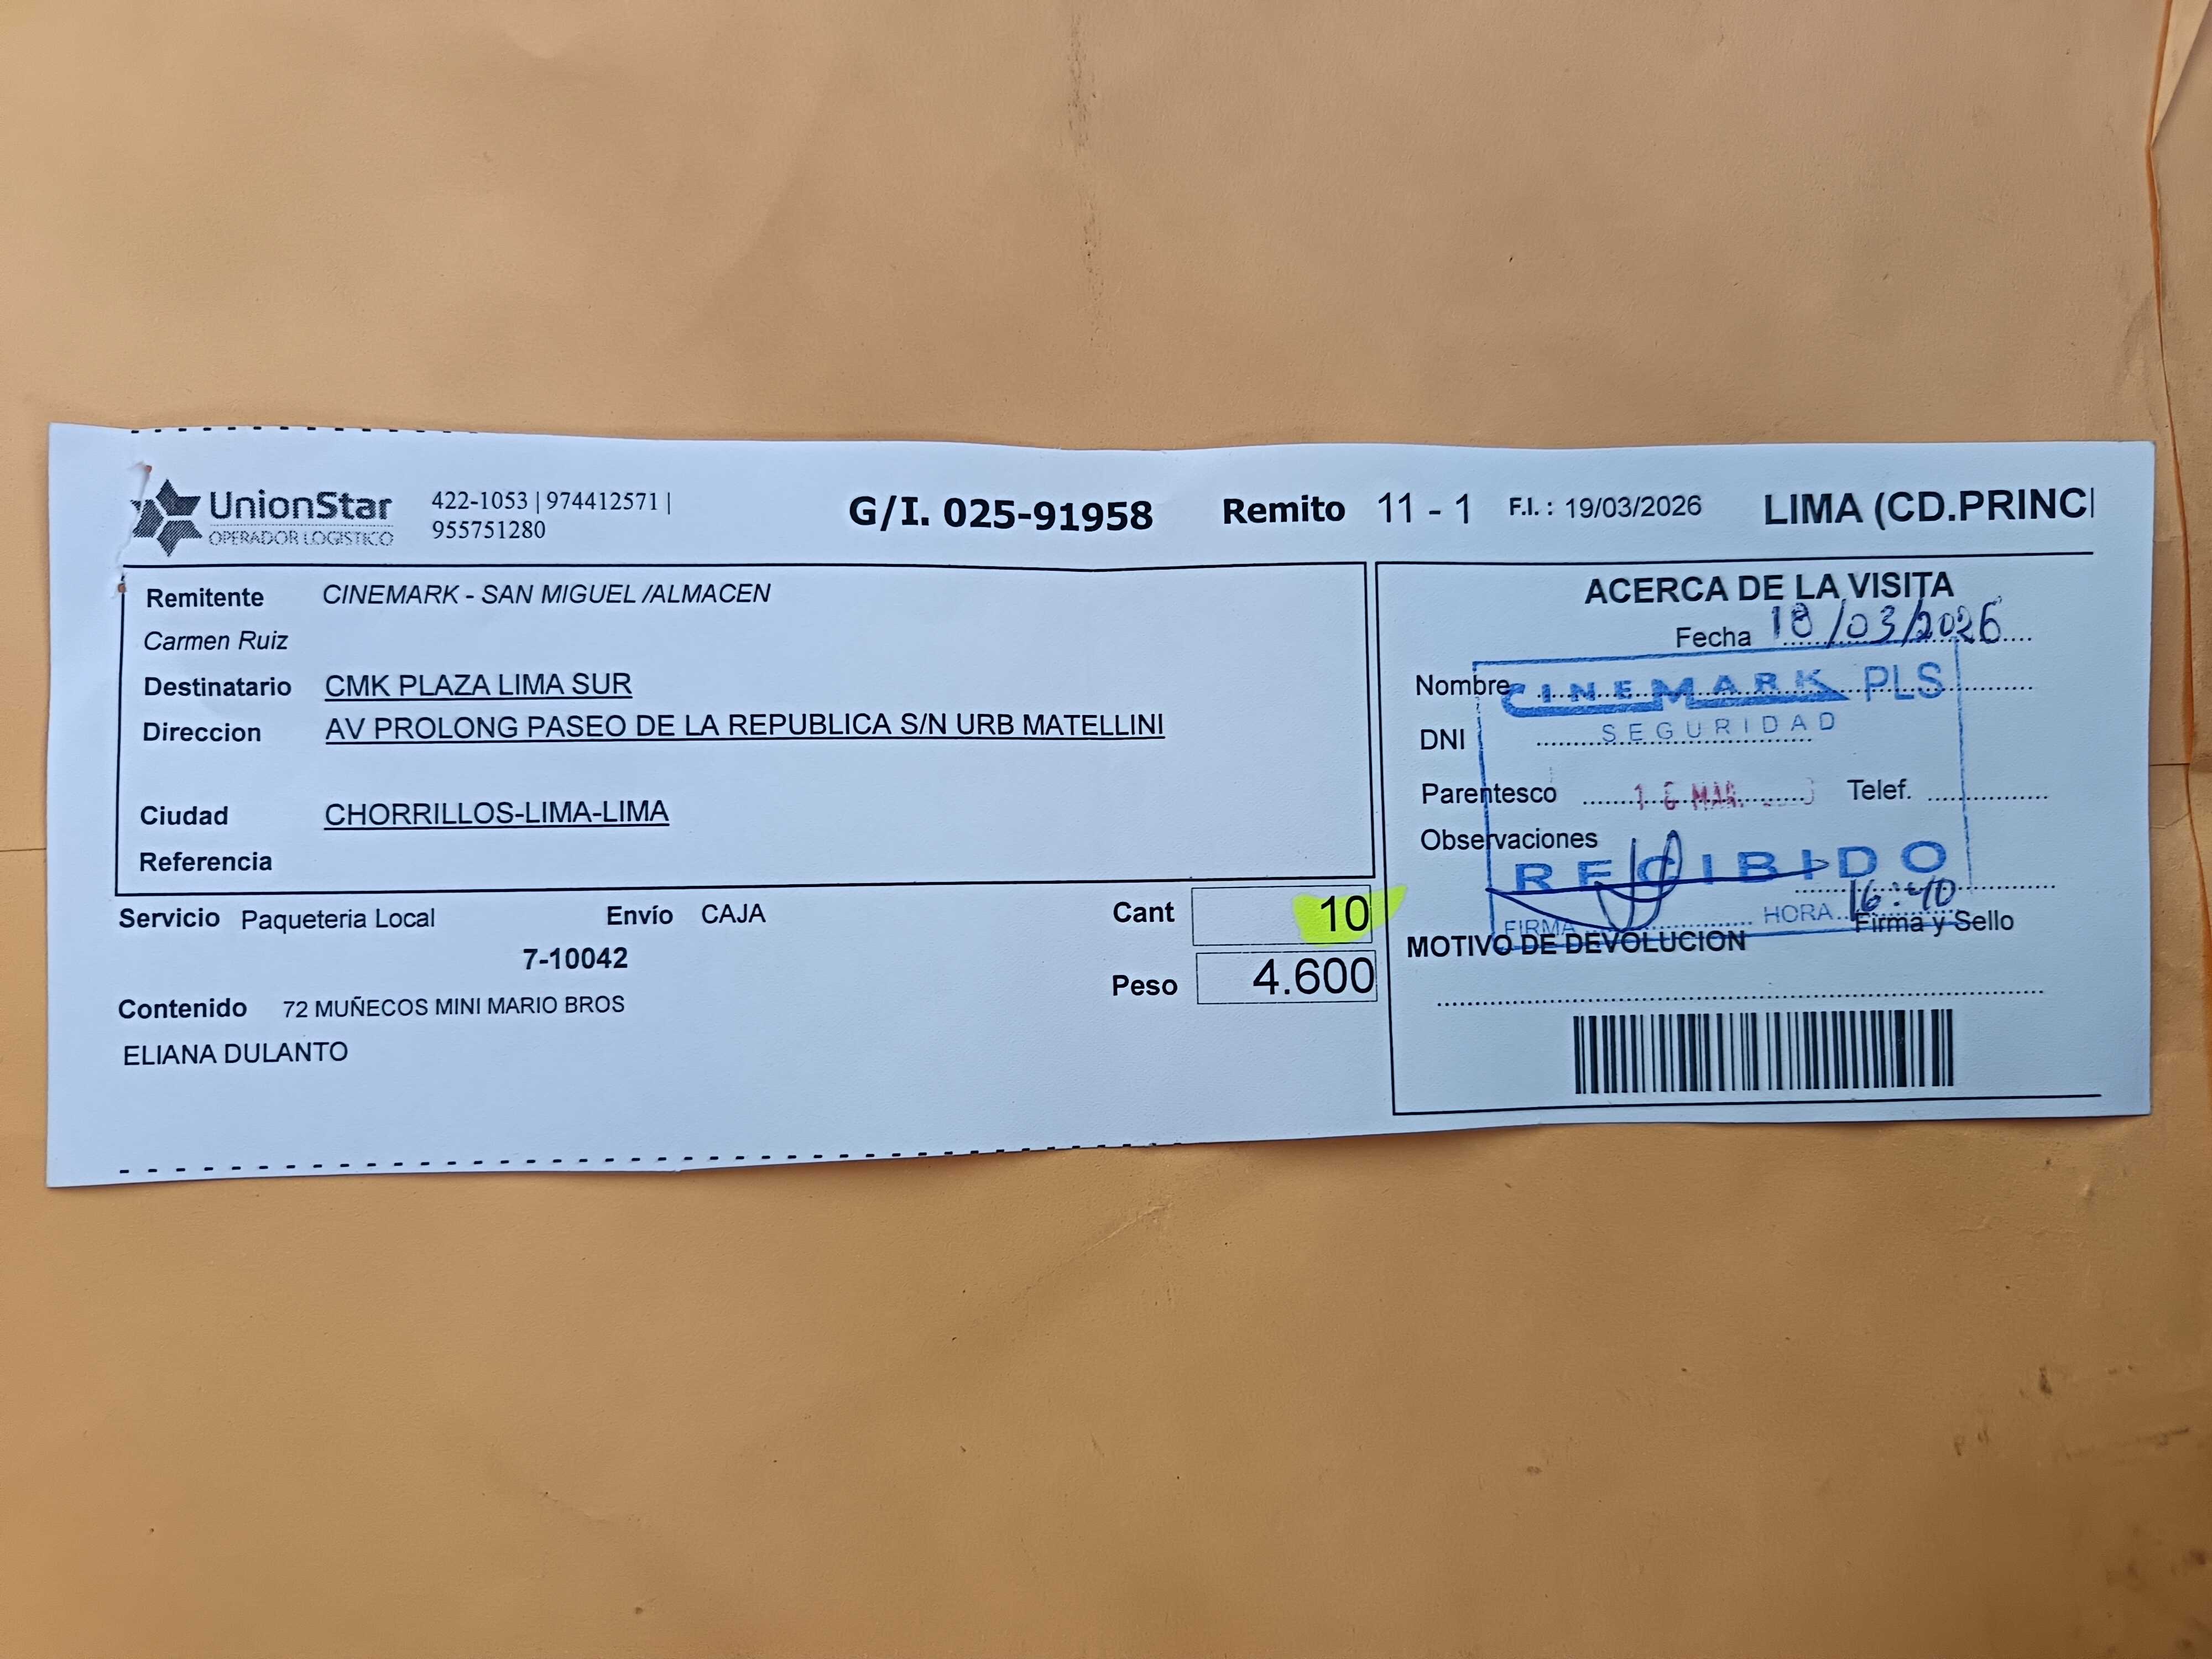 UnionStar
OPERADOR LOGISTICO
422-1053 | 974412571 |
955751280
G/I. 025-91958
Remito 11 - 1
F.I. : 19/03/2026
LIMA (CD.PRINCI
Remitente CINEMARK - SAN MIGUEL /ALMACEN
Carmen Ruiz
Destinatario CMK PLAZA LIMA SUR
Direccion AV PROLONG PASEO DE LA REPUBLICA S/N URB MATELLINI
Ciudad CHORRILLOS-LIMA-LIMA
Referencia
Servicio Paqueteria Local
Envío CAJA
7-10042
Cant 10
Peso 4.600
Contenido 72 MUÑECOS MINI MARIO BROS
ELIANA DULANTO
ACERCA DE LA VISITA
Fecha 18/03/2026
Nombre
CINEMARK PLS
DNI
SEGURIDAD
Parentesco
MAR.
Telef.
Observaciones
RECIBIDO
FIRMA
HORA 16:40
Firma y Sello
MOTIVO DE DEVOLUCION